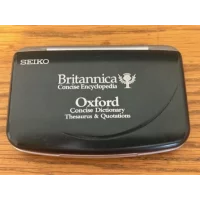 SEIKO
Britannica
Concise Encyclopedia
Oxford
Concise Dictionary
Thesaurus & Quotations